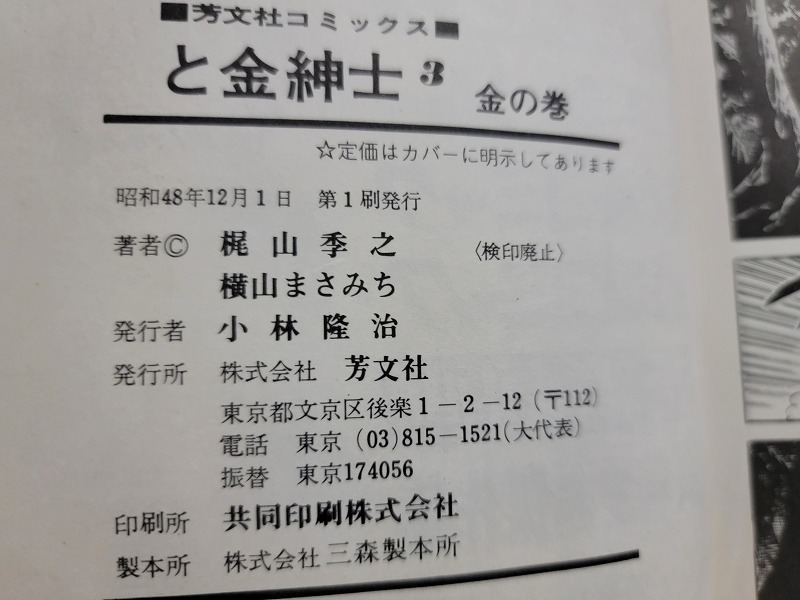 ■芳文社コミックス■
と金紳士3 金の巻
☆定価はカバーに明示してあります
昭和48年12月1日 第1刷発行
著者© 梶山季之 〈検印廃止〉
横山まさみち
発行者 小林隆治
発行所 株式会社 芳文社
東京都文京区後楽1－2－12（〒112）
電話 東京（03）815－1521（大代表）
振替 東京174056
印刷所 共同印刷株式会社
製本所 株式会社三森製本所